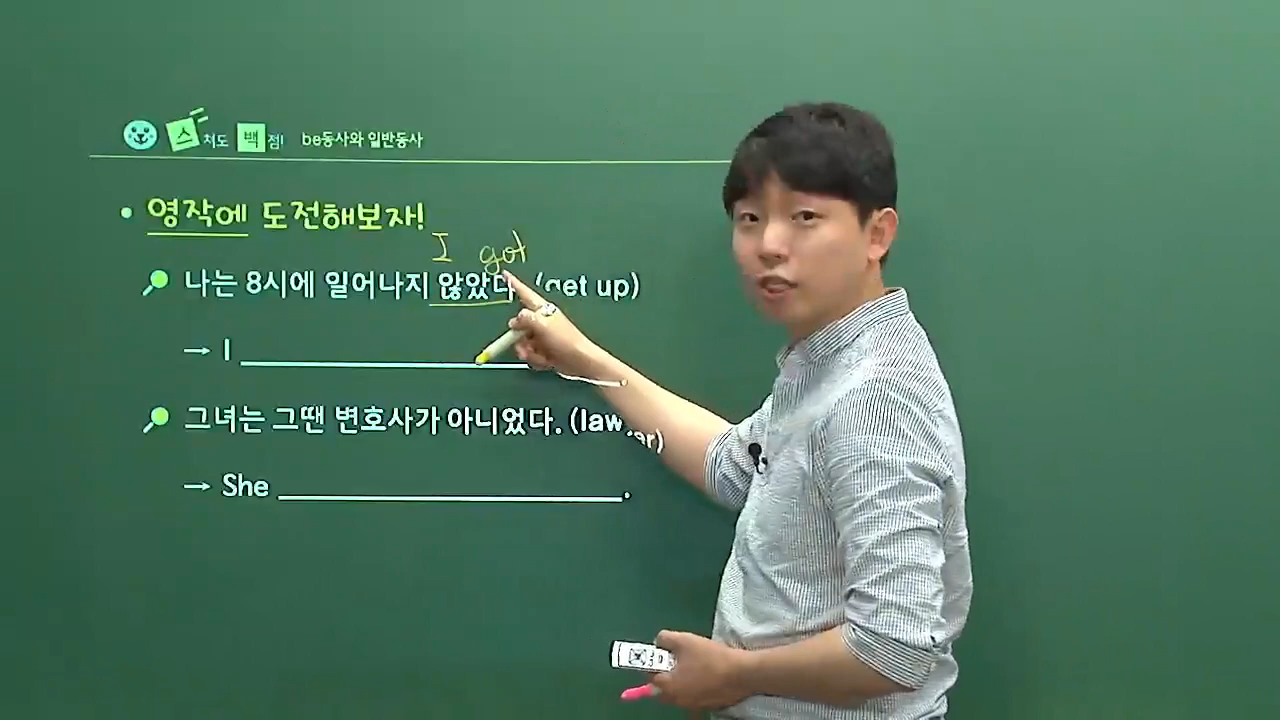 스쳐도 백점! be동사와 일반동사
• 영작에 도전해보자!
I got
나는 8시에 일어나지 않았다. (get up)
→ I
그녀는 그땐 변호사가 아니었다. (lawyer)
→ She .